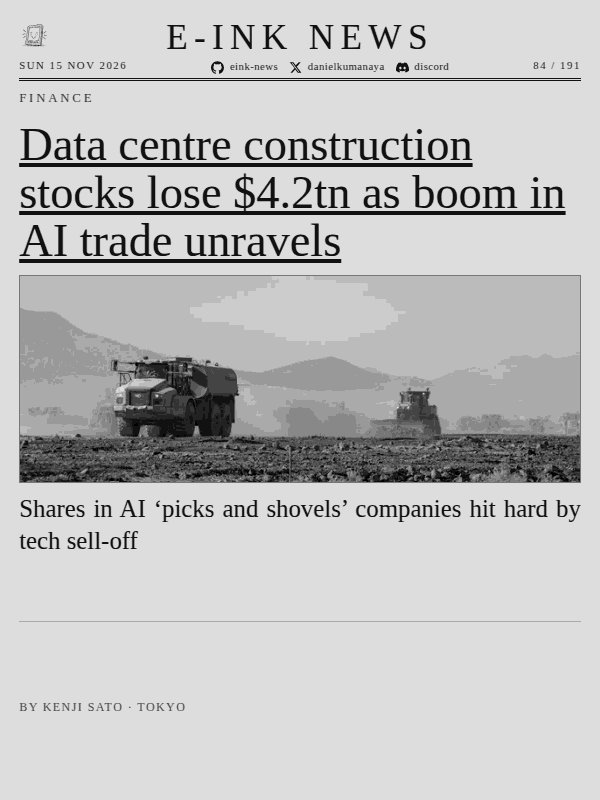 E-INK NEWS
SUN 15 NOV 2026
eink-news
danielkumanaya
discord
84 / 191
FINANCE
Data centre construction
stocks lose $4.2tn as boom in
AI trade unravels
Shares in AI ‘picks and shovels’ companies hit hard by
tech sell-off
BY KENJI SATO · TOKYO